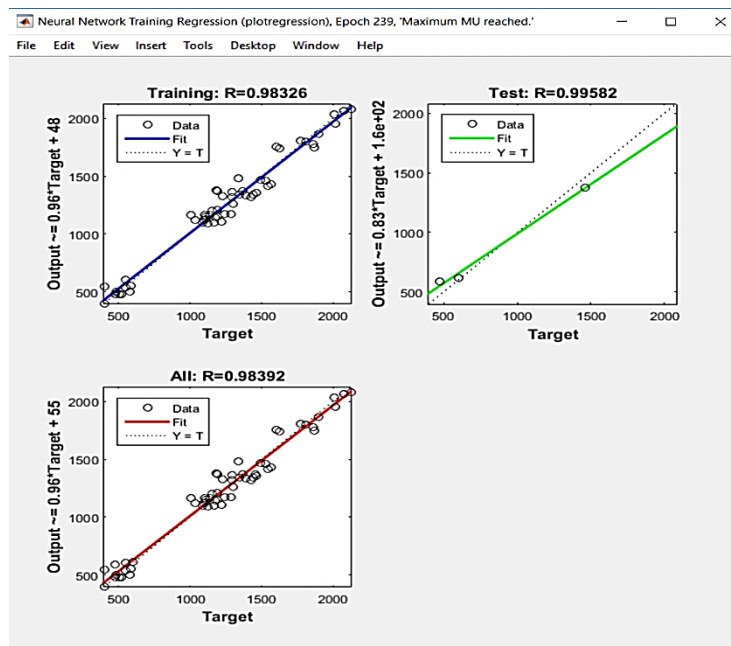 Neural Network Training Regression (plotregression), Epoch 239, 'Maximum MU reached.'
File Edit View Insert Tools Desktop Window Help
Training: R=0.98326
Output ~= 0.96*Target + 48
2000
1500
1000
500
Data
Fit
Y = T
500 1000 1500 2000
Target
Test: R=0.99582
Output ~= 0.83*Target + 1.6e+02
2000
1500
1000
500
Data
Fit
Y = T
500 1000 1500 2000
Target
All: R=0.98392
Output ~= 0.96*Target + 55
2000
1500
1000
500
Data
Fit
Y = T
500 1000 1500 2000
Target